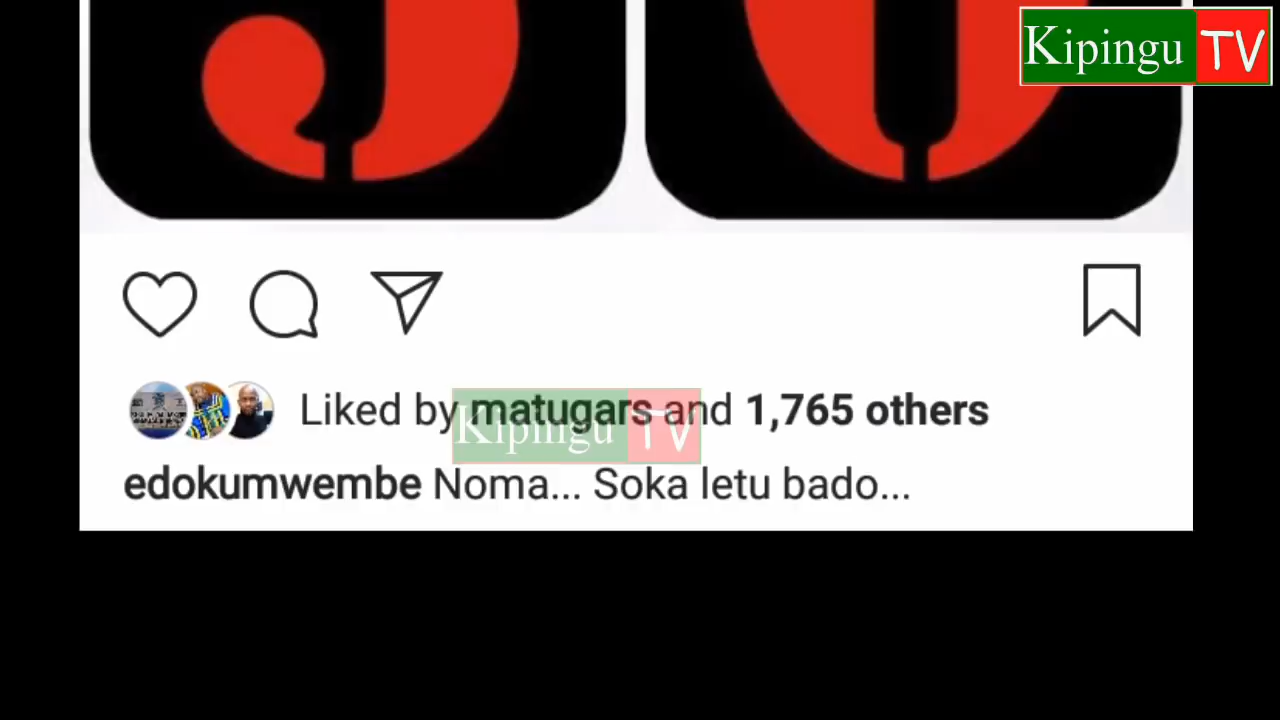 Kipingu TV
Liked by matugars and 1,765 others
Kipingu TV
edokumwembe Noma... Soka letu bado...